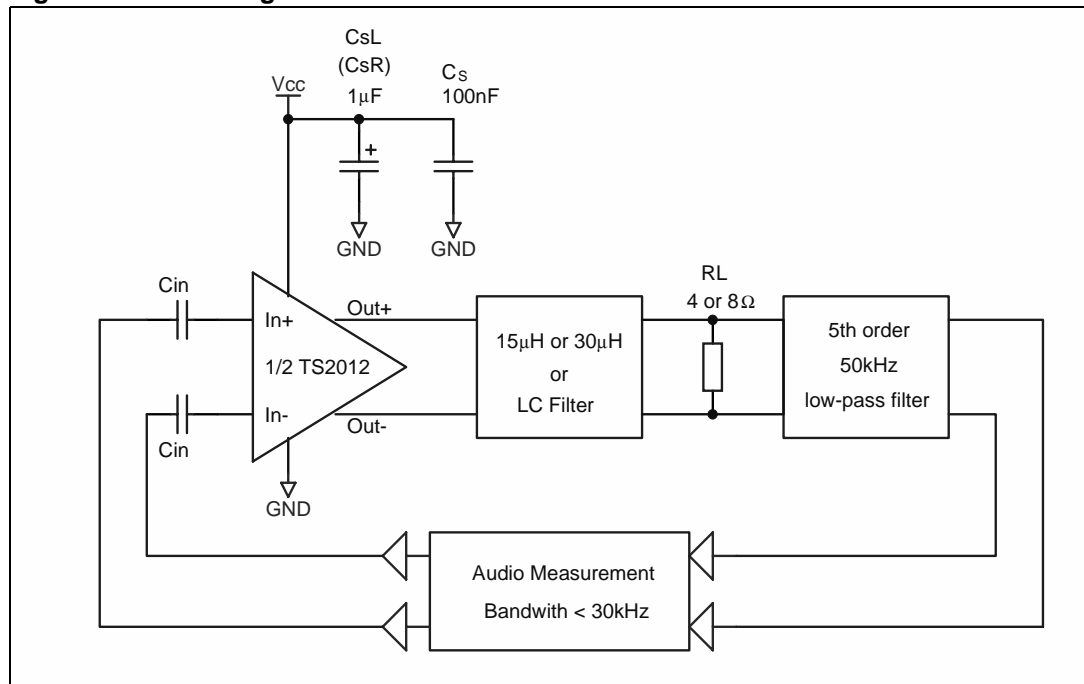 CsL
(CsR)
1μF
Cs
100nF
Vcc
+
GND
GND
Cin
In+
Out+
1/2 TS2012
In-
Out-
Cin
GND
15μH or 30μH
or
LC Filter
RL
4 or 8Ω
5th order
50kHz
low-pass filter
Audio Measurement
Bandwith < 30kHz